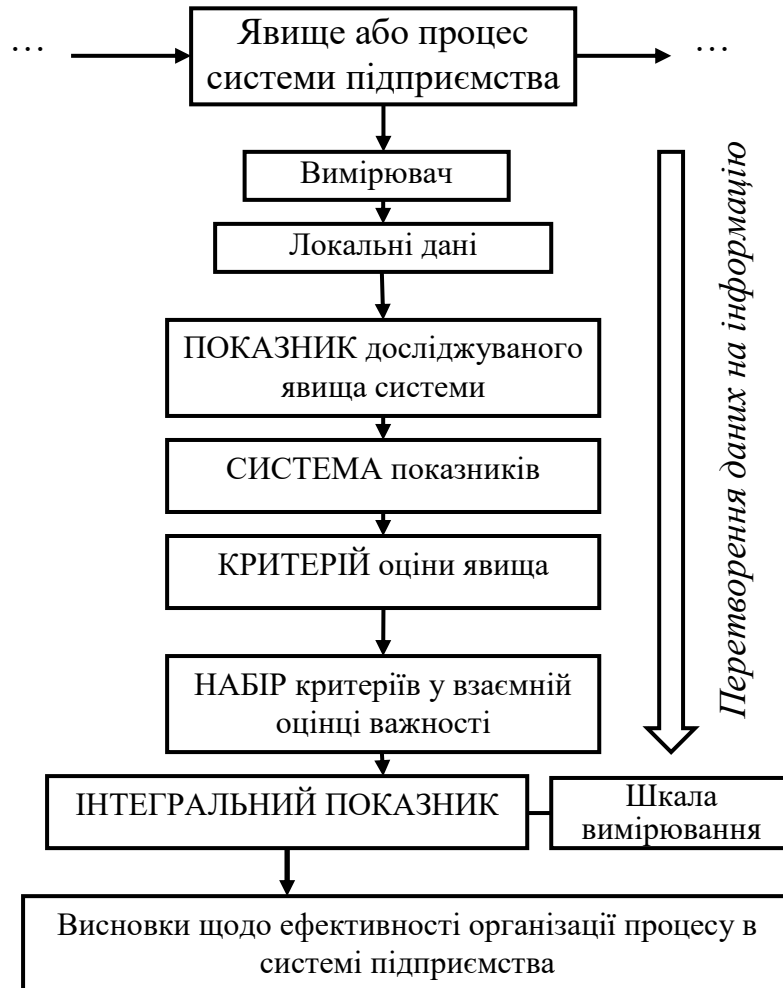 …
Явище або процес
системи підприємства
…
Вимірювач
Локальні дані
ПОКАЗНИК досліджуваного
явища системи
СИСТЕМА показників
КРИТЕРІЙ оціни явища
НАБІР критеріїв у взаємній
оцінці важності
ІНТЕГРАЛЬНИЙ ПОКАЗНИК
Шкала
вимірювання
Висновки щодо ефективності організації процесу в
системі підприємства
Перетворення даних на інформацію